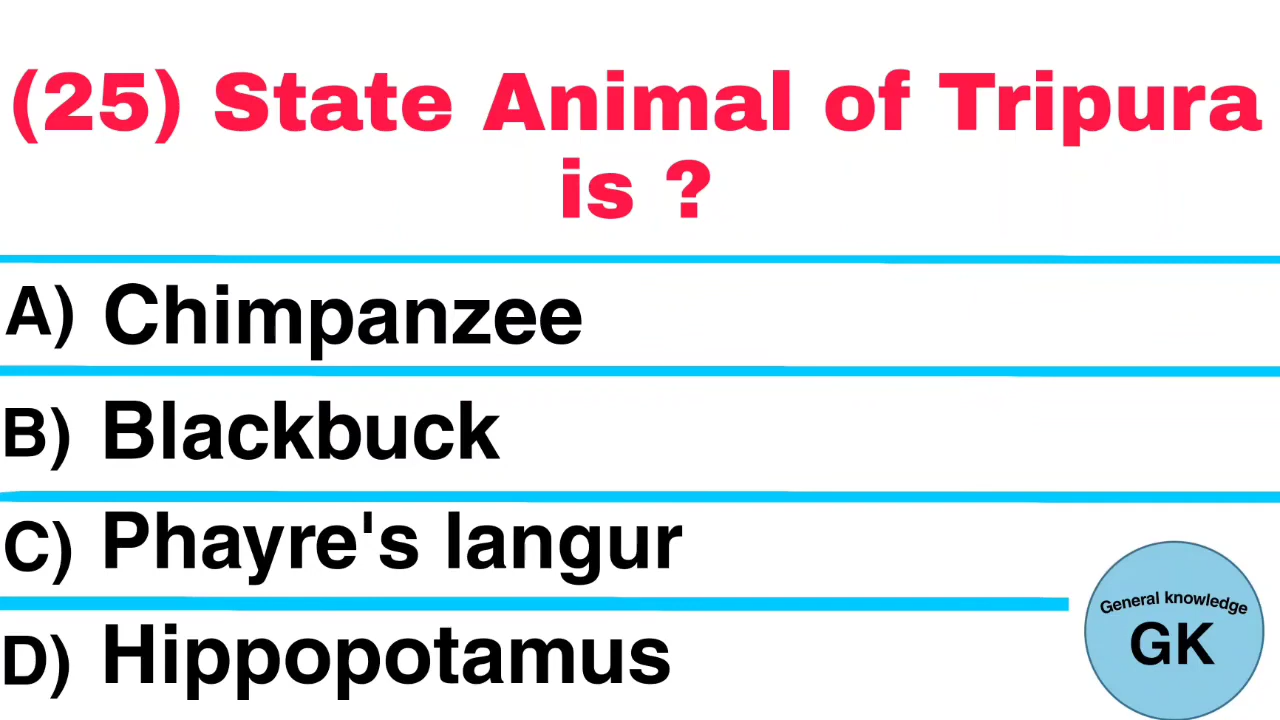 (25) State Animal of Tripura
is ?
A) Chimpanzee
B) Blackbuck
C) Phayre's langur
D) Hippopotamus
General knowledge
GK